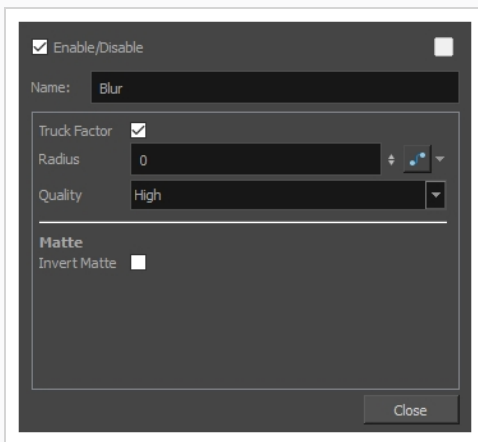 Enable/Disable
Name: Blur
Truck Factor
Radius 0
Quality High
Matte
Invert Matte
Close